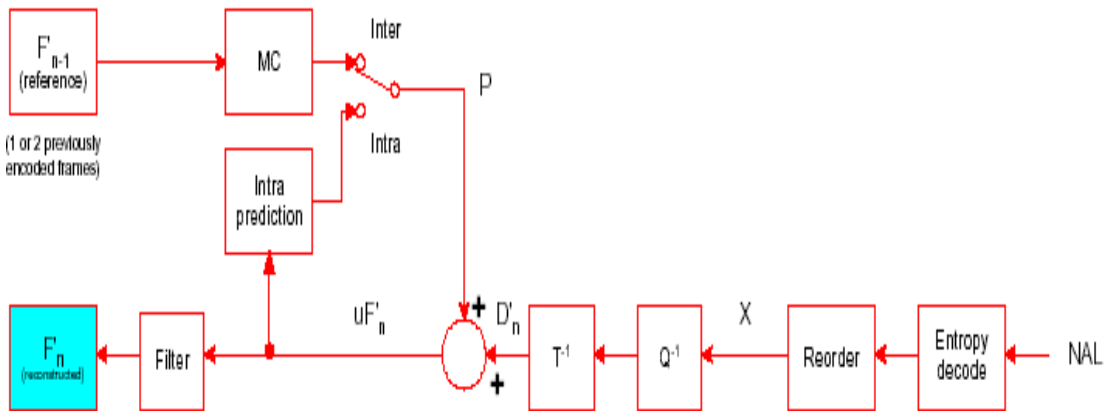 F'n-1
(reference)
(1 or 2 previously
encoded frames)
MC
Inter
P
Intra
Intra
prediction
F'n
(reconstructed)
Filter
uF'n
+
+
D'n
T-1
Q-1
X
Reorder
Entropy
decode
NAL